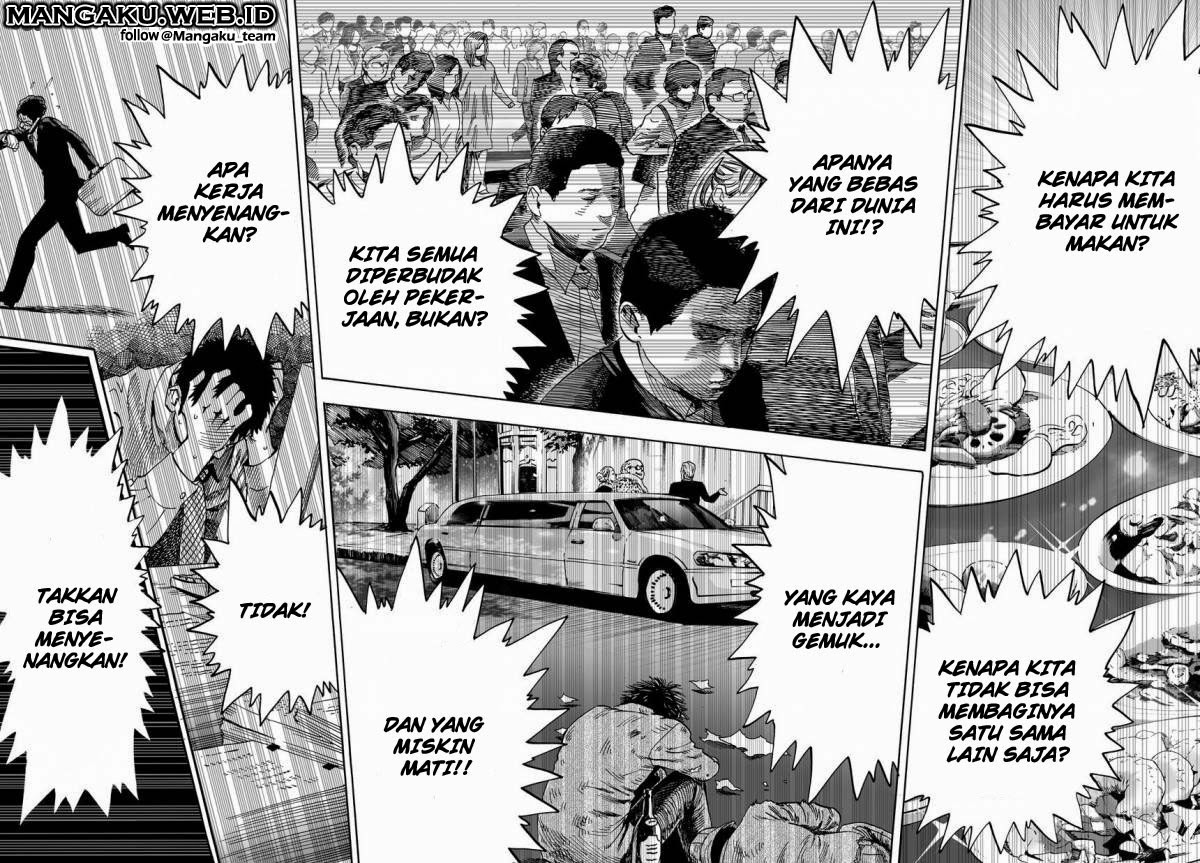 MANGAKU.WEB.ID
follow @Mangaku_team
KENAPA KITA
HARUS MEM-
BAYAR UNTUK
MAKAN?
KENAPA KITA
TIDAK BISA
MEMBAGINYA
SATU SAMA
LAIN SAJA?
APANYA
YANG BEBAS
DARI DUNIA
INI!?
KITA SEMUA
DIPERBUDAK
OLEH PEKER-
JAAN, BUKAN?
YANG KAYA
MENJADI
GEMUK...
DAN YANG
MISKIN
MATI!!
APA
KERJA
MENYENANG-
KAN?
TIDAK!
TAKKAN
BISA
MENYE-
NANGKAN!